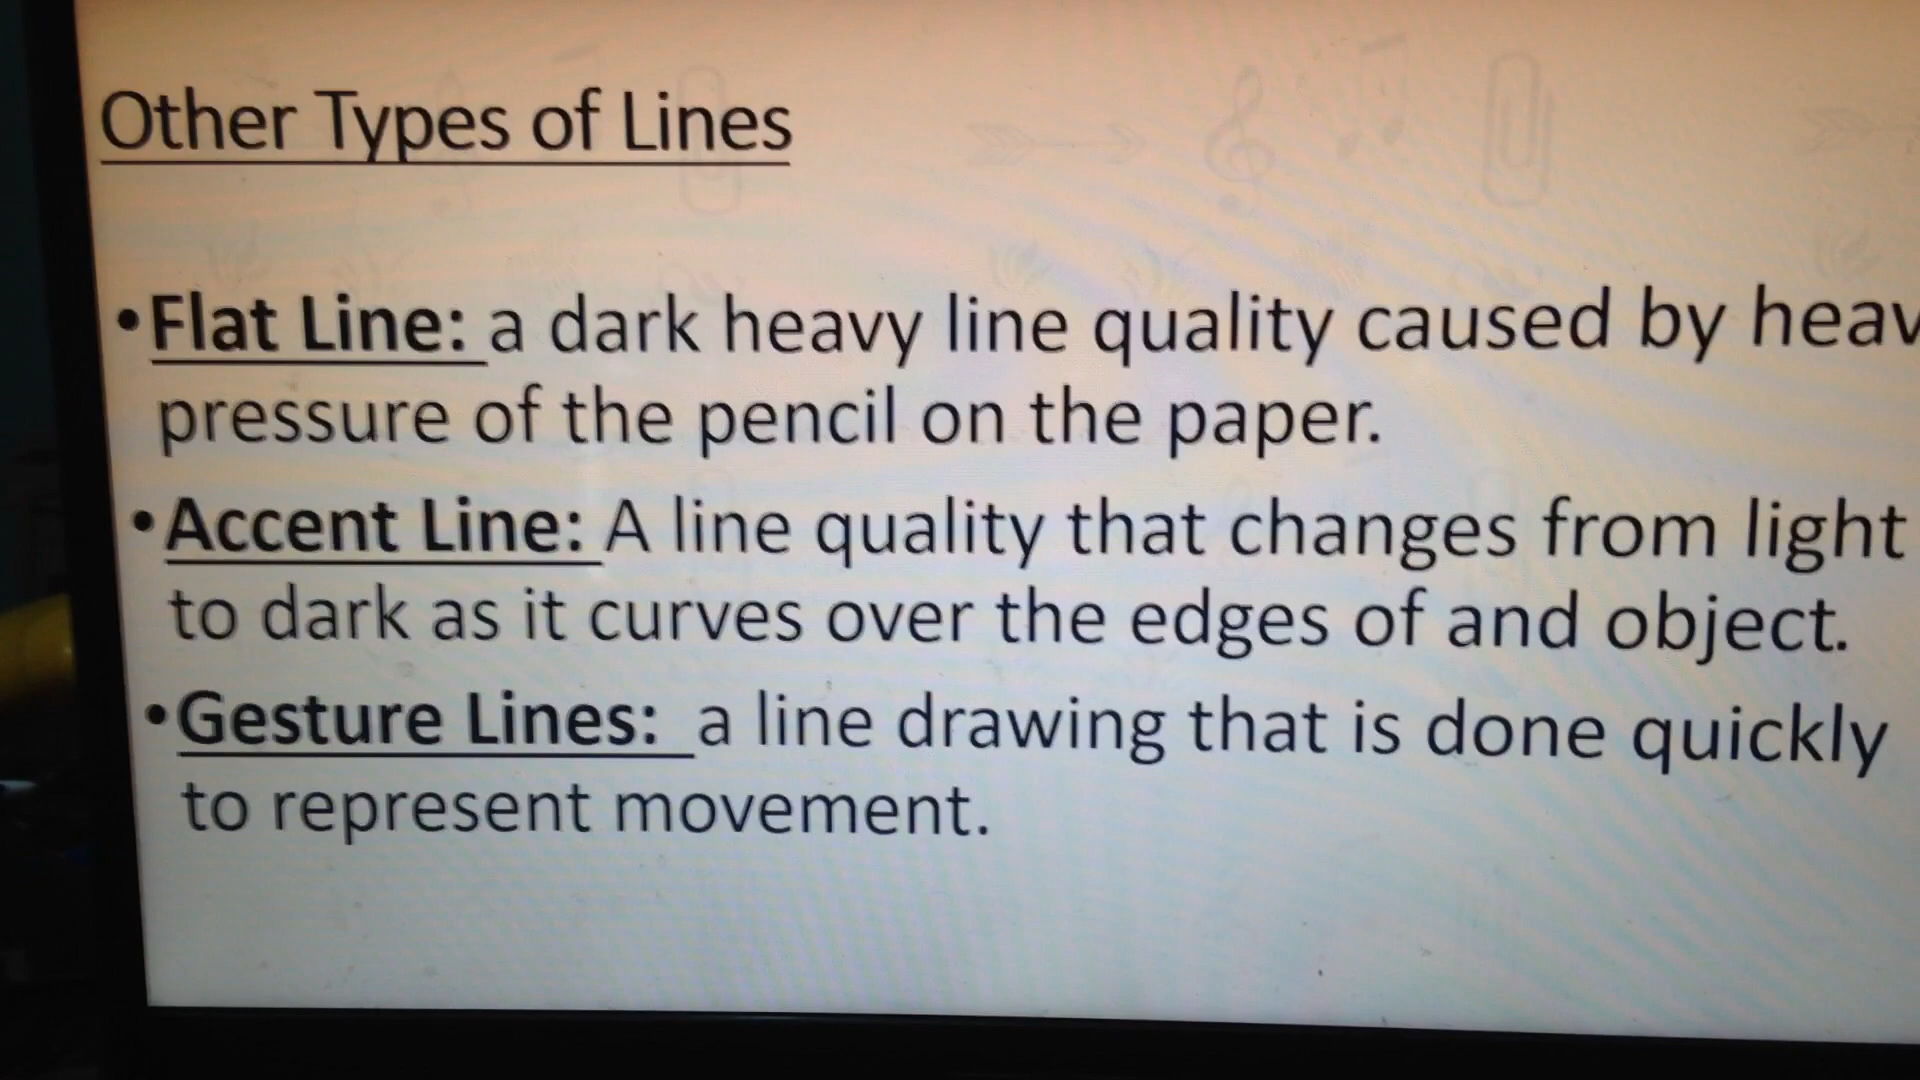 Other Types of Lines
•Flat Line: a dark heavy line quality caused by heav
pressure of the pencil on the paper.
•Accent Line: A line quality that changes from light
to dark as it curves over the edges of and object.
•Gesture Lines: a line drawing that is done quickly
to represent movement.